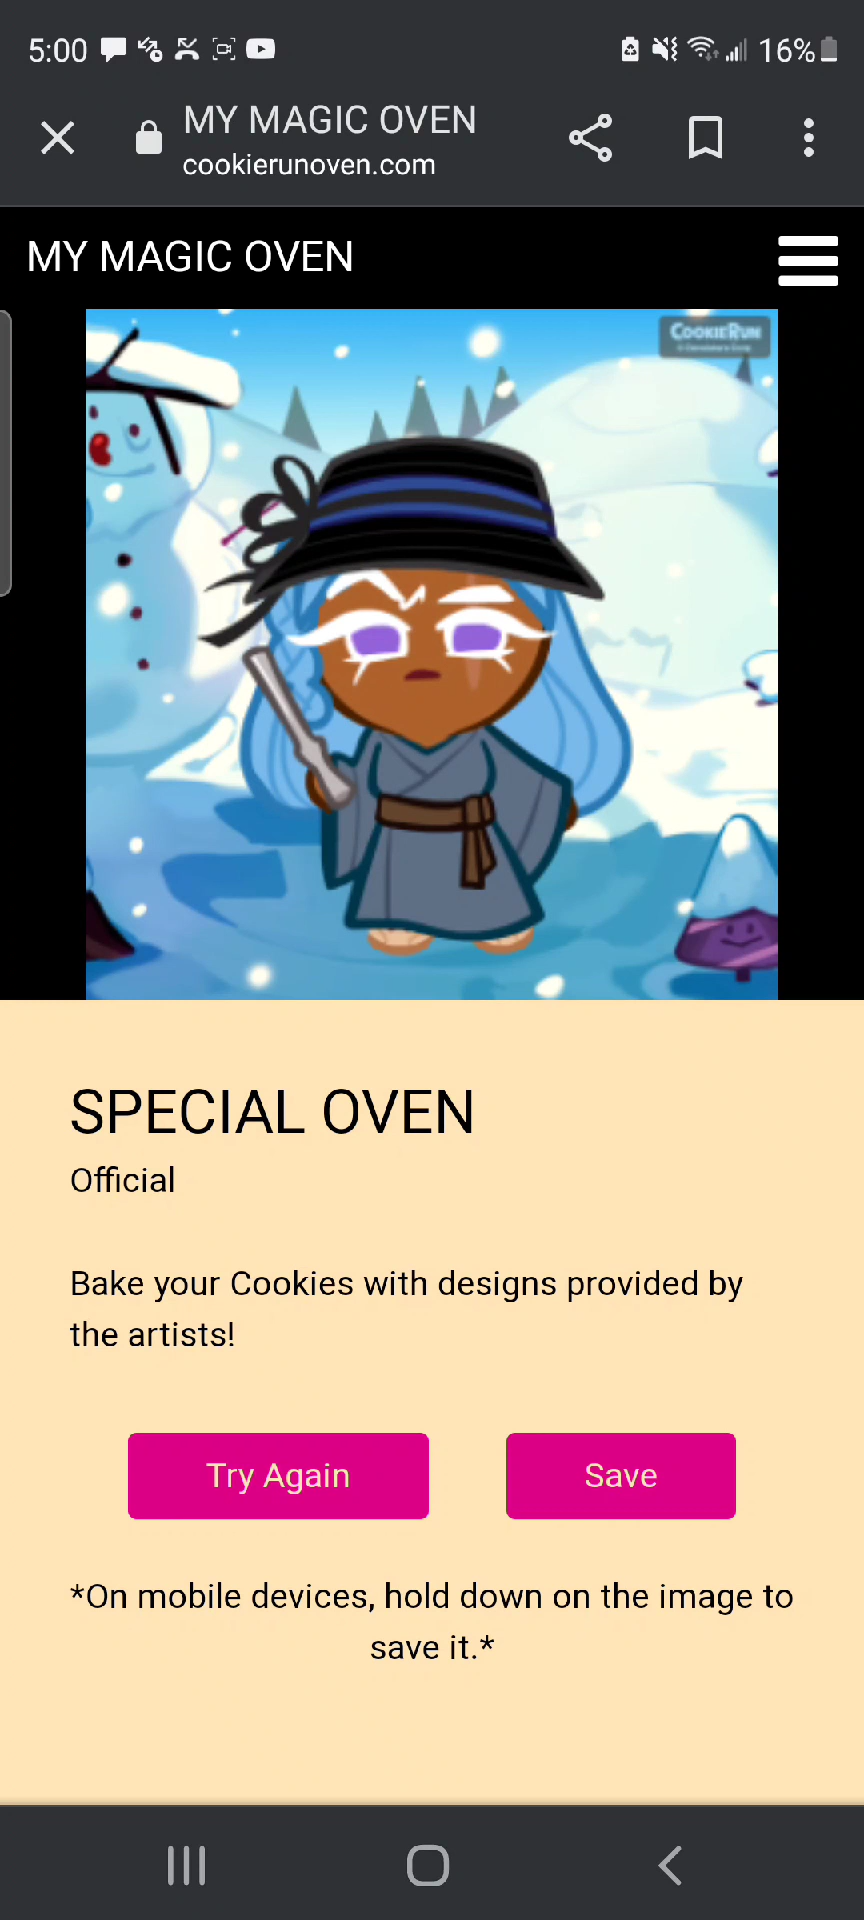 5:00
16%
MY MAGIC OVEN
cookierunoven.com
MY MAGIC OVEN
COOKIERUN
SPECIAL OVEN
Official
Bake your Cookies with designs provided by
the artists!
Try Again
Save
*On mobile devices, hold down on the image to
save it.*